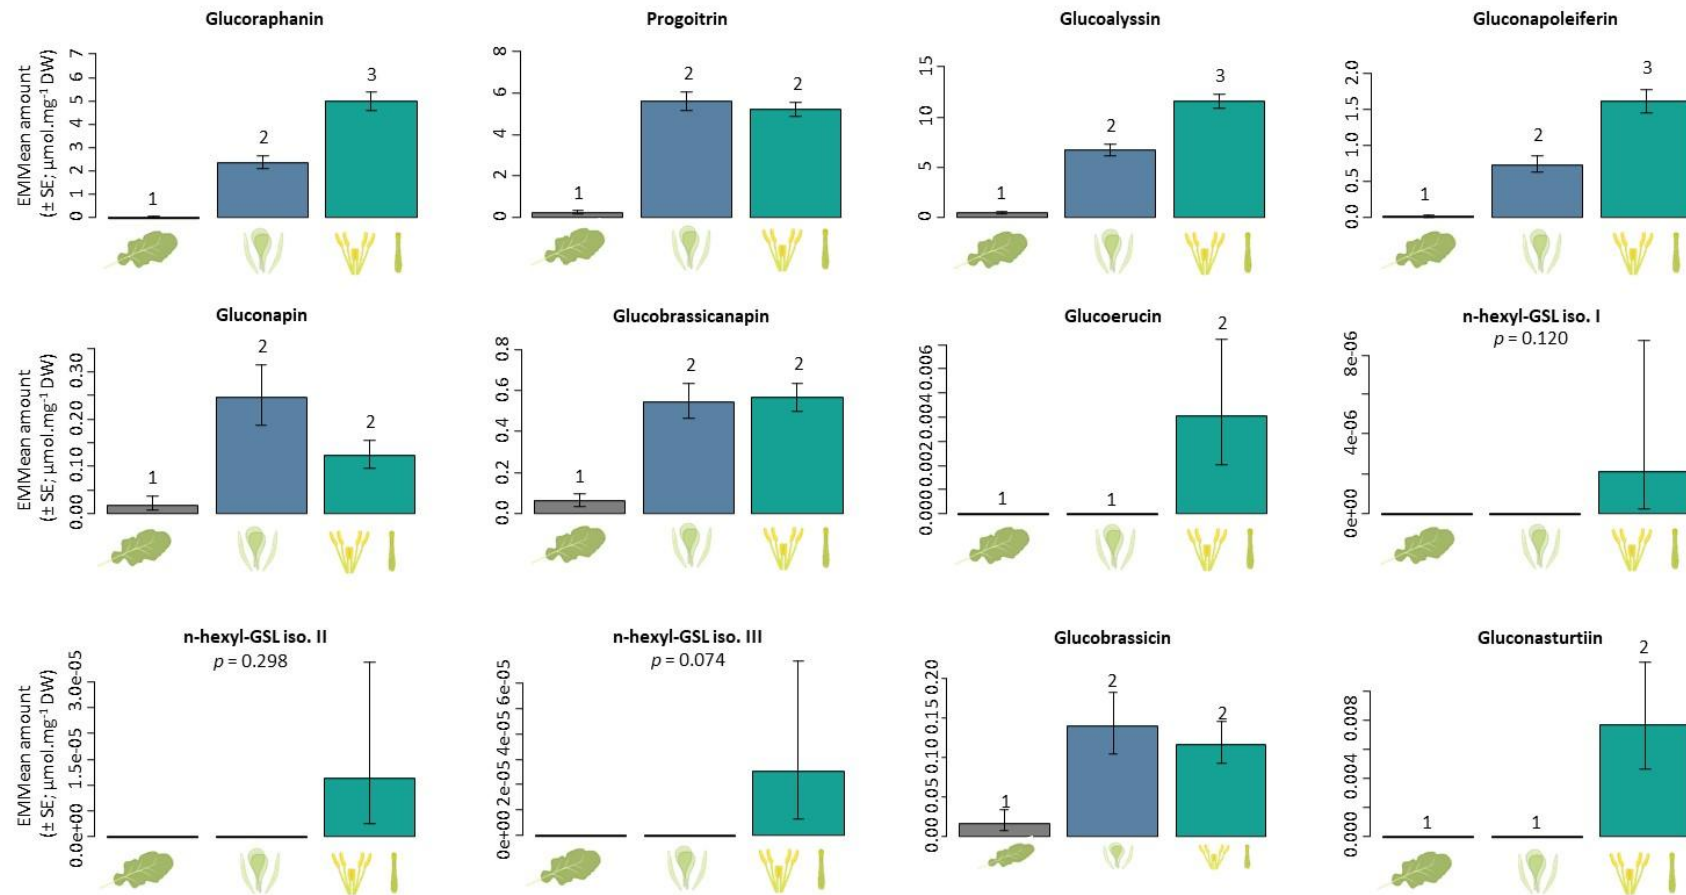 Glucoraphanin
EMMean amount
(± SE; µmol.mg⁻¹ DW)
0 1 2 3 4 5 6 7
1 2 3
Progoitrin
0 2 4 6 8
1 2 2
Glucoalyssin
0 5 10 15
1 2 3
Gluconapoleiferin
0.0 0.5 1.0 1.5 2.0
1 2 3
Gluconapin
EMMean amount
(± SE; µmol.mg⁻¹ DW)
0.00 0.10 0.20 0.30
1 2 2
Glucobrassicanapin
0.0 0.2 0.4 0.6 0.8
1 2 2
Glucoerucin
0.000 0.002 0.004 0.006
1 1 2
n-hexyl-GSL iso. I
p = 0.120
0e+00 4e-06 8e-06
n-hexyl-GSL iso. II
p = 0.298
EMMean amount
(± SE; µmol.mg⁻¹ DW)
0.0e+00 1.5e-05 3.0e-05
n-hexyl-GSL iso. III
p = 0.074
0e+00 2e-05 4e-05 6e-05
Glucobrassicin
0.00 0.05 0.10 0.15 0.20
1 2 2
Gluconasturtiin
0.000 0.004 0.008
1 1 2